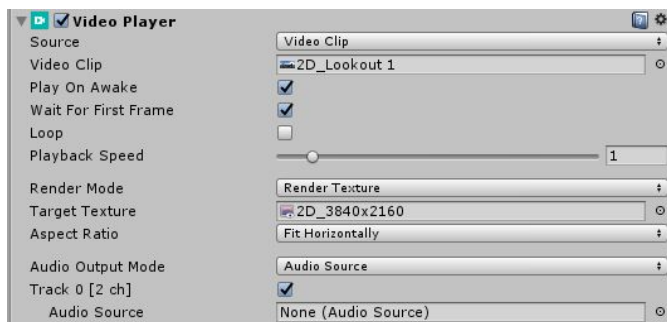 Video Player
Source Video Clip
Video Clip 2D_Lookout 1
Play On Awake
Wait For First Frame
Loop
Playback Speed 1
Render Mode Render Texture
Target Texture 2D_3840x2160
Aspect Ratio Fit Horizontally
Audio Output Mode Audio Source
Track 0 [2 ch]
Audio Source None (Audio Source)